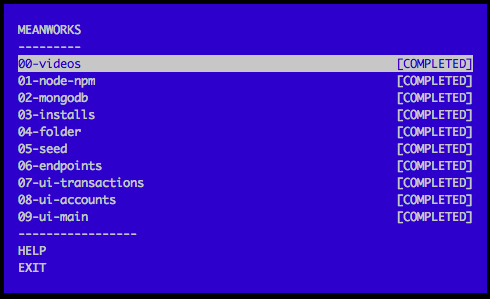 MEANWORKS
---------
00-videos [COMPLETED]
01-node-npm [COMPLETED]
02-mongodb [COMPLETED]
03-installs [COMPLETED]
04-folder [COMPLETED]
05-seed [COMPLETED]
06-endpoints [COMPLETED]
07-ui-transactions [COMPLETED]
08-ui-accounts [COMPLETED]
09-ui-main [COMPLETED]
-----------------
HELP
EXIT